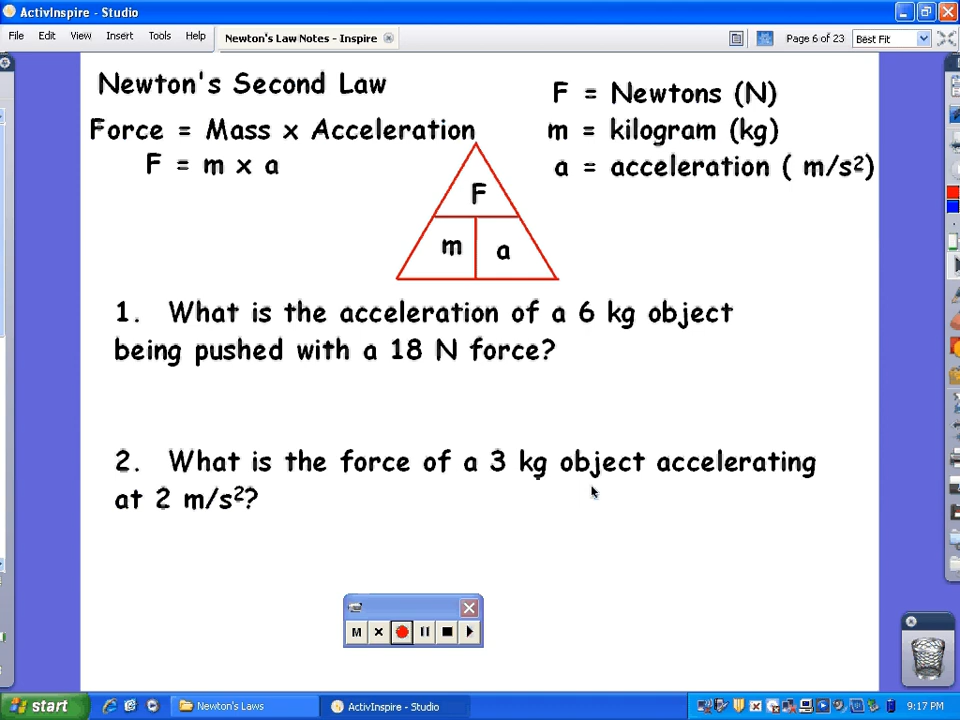 ActivInspire - Studio
File Edit View Insert Tools Help
Newton's Law Notes - Inspire
Page 6 of 23
Best Fit
Newton's Second Law
Force = Mass x Acceleration
F = m x a
F = Newtons (N)
m = kilogram (kg)
a = acceleration ( m/s²)
F
m a
1. What is the acceleration of a 6 kg object
being pushed with a 18 N force?
2. What is the force of a 3 kg object accelerating
at 2 m/s²?
M
start
Newton's Laws
ActivInspire - Studio
9:17 PM